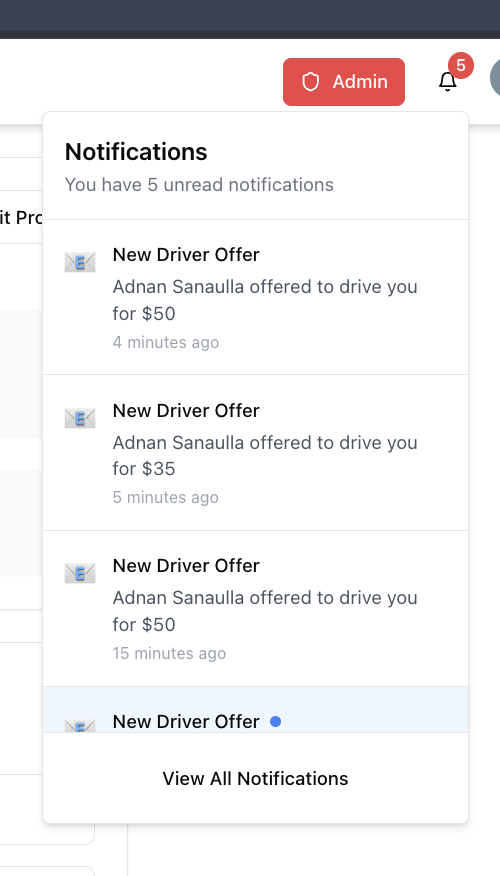 Admin
5
Notifications
You have 5 unread notifications
it Pro
New Driver Offer
Adnan Sanaulla offered to drive you
for $50
4 minutes ago
New Driver Offer
Adnan Sanaulla offered to drive you
for $35
5 minutes ago
New Driver Offer
Adnan Sanaulla offered to drive you
for $50
15 minutes ago
New Driver Offer
View All Notifications